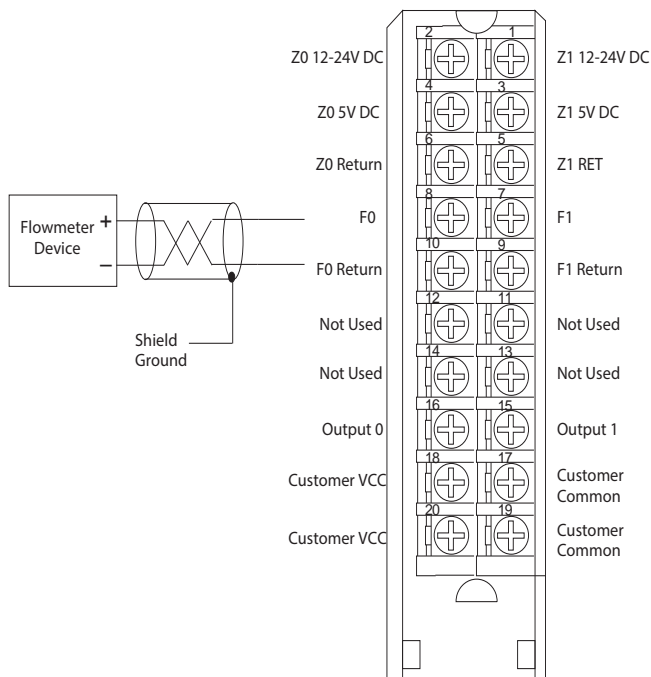 2 1
Z0 12-24V DC Z1 12-24V DC
4 3
Z0 5V DC Z1 5V DC
6 5
Z0 Return Z1 RET
8 7
Flowmeter
Device
+
–
F0 F1
10 9
F0 Return F1 Return
12 11
Shield
Ground
Not Used Not Used
14 13
Not Used Not Used
16 15
Output 0 Output 1
18 17
Customer VCC Customer
Common
20 19
Customer VCC Customer
Common